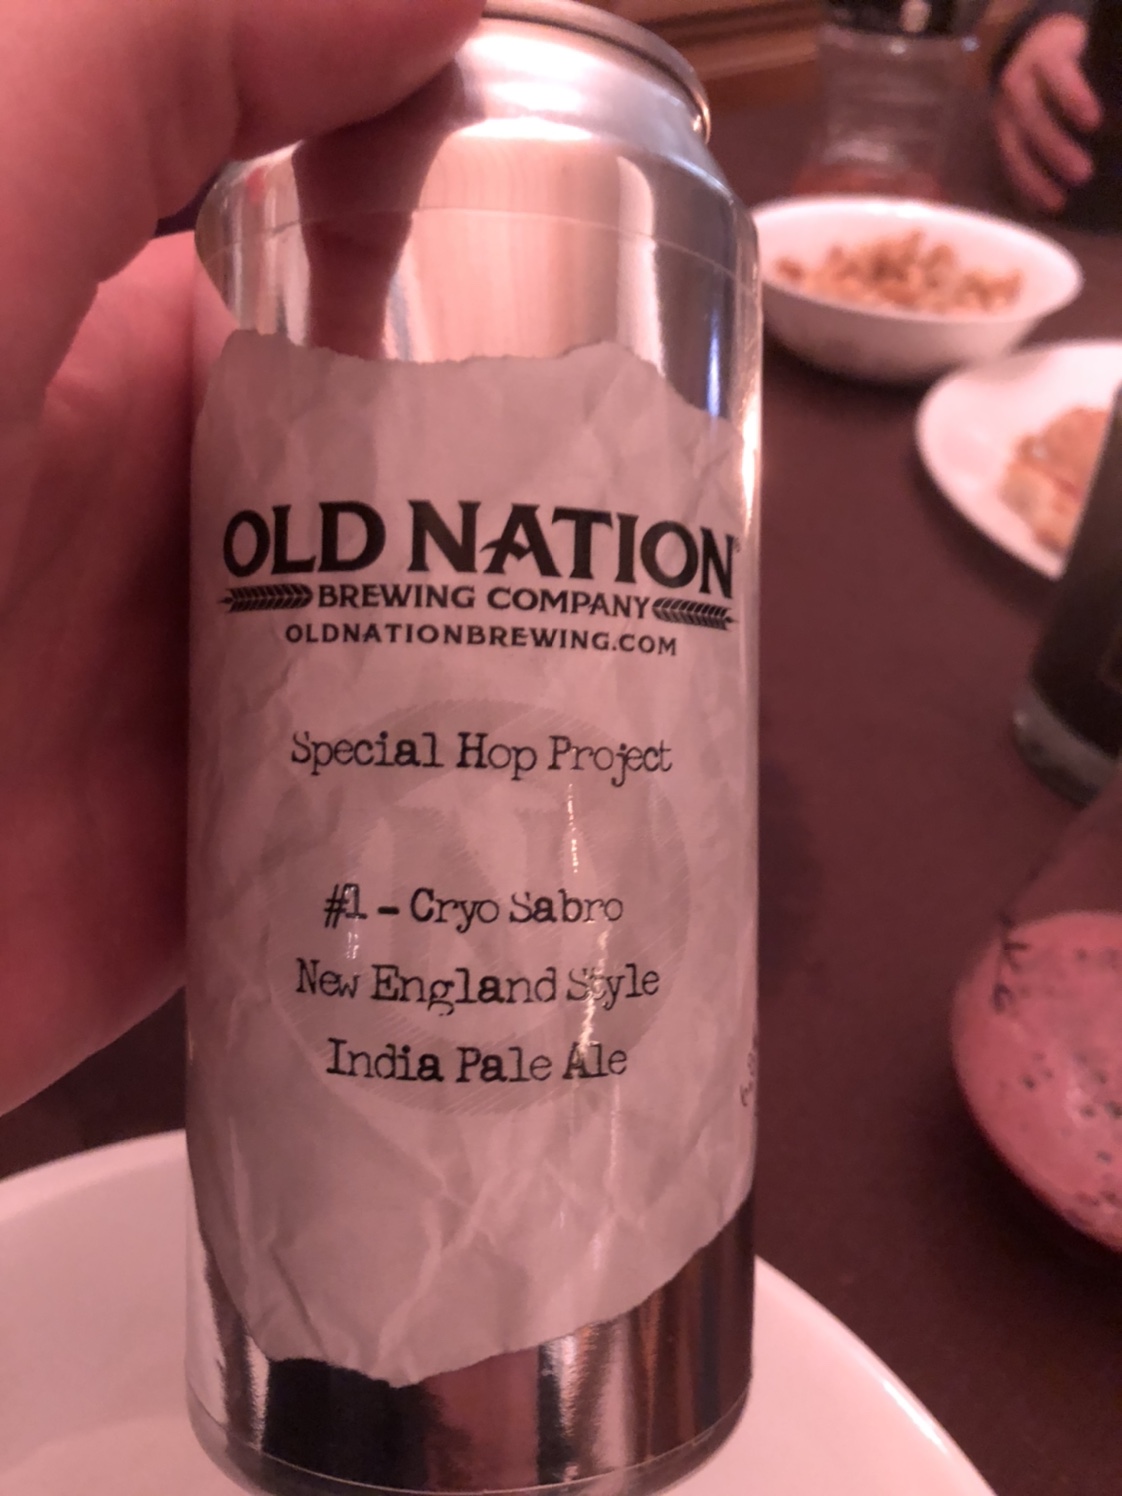 OLD NATION®
BREWING COMPANY
OLDNATIONBREWING.COM
Special Hop Project
#1 - Cryo Sabro
New England Style
India Pale Ale